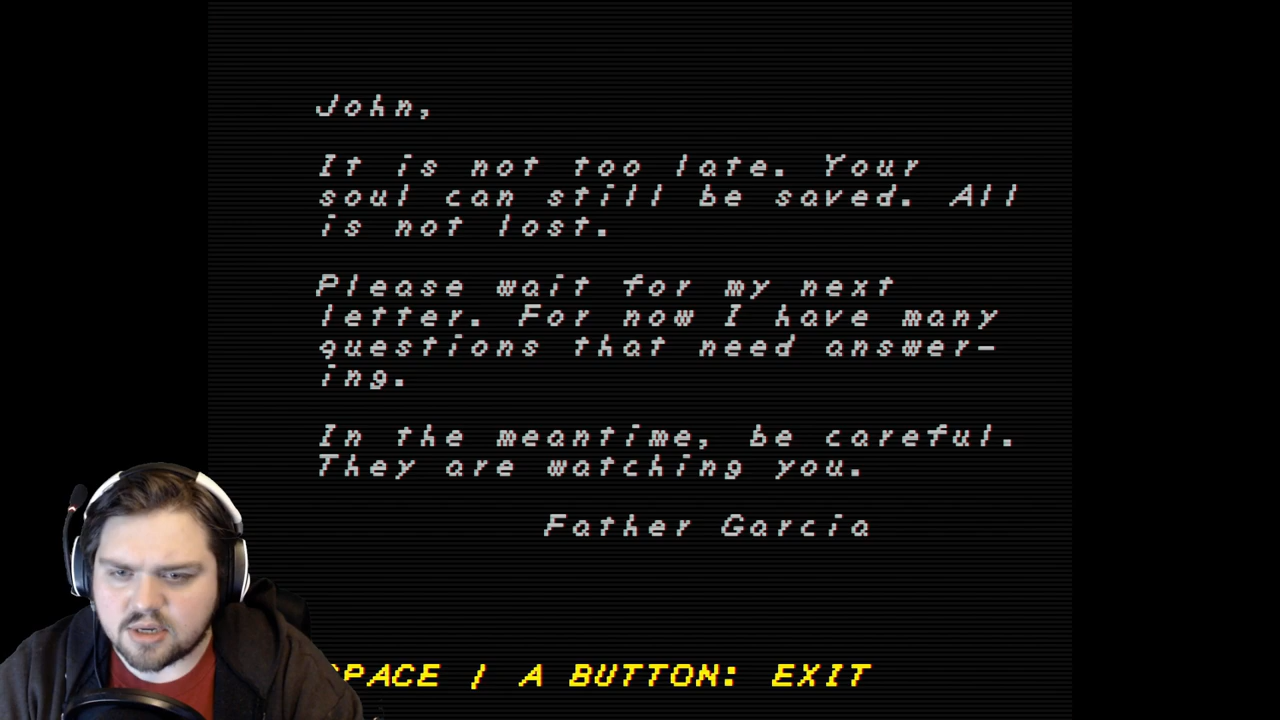 John,
It is not too late. Your
soul can still be saved. All
is not lost.
Please wait for my next
letter. For now I have many
questions that need answer-
ing.
In the meantime, be careful.
They are watching you.
Father Garcia
SPACE / A BUTTON: EXIT